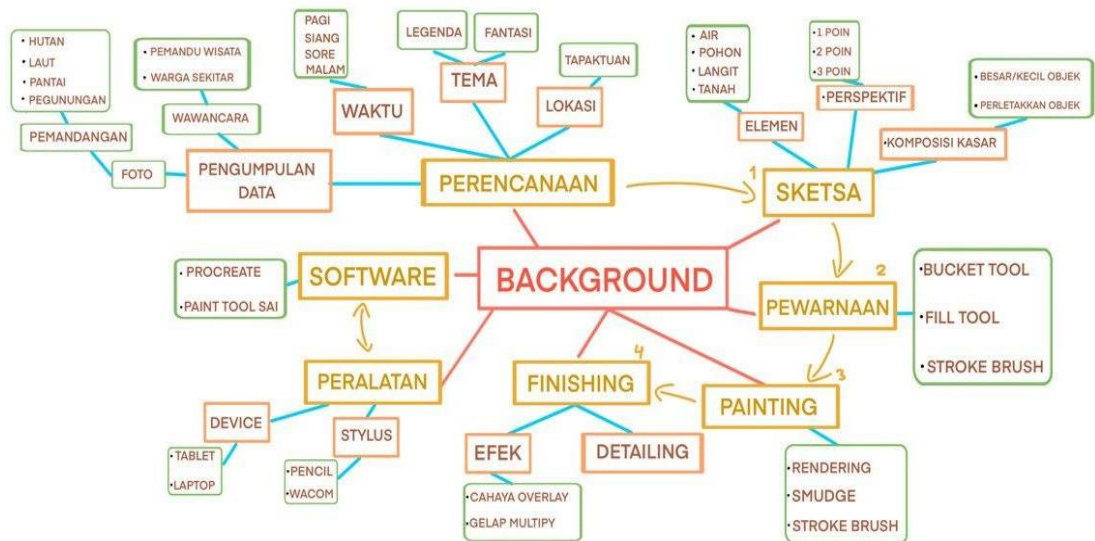 • HUTAN
• LAUT
• PANTAI
• PEGUNUNGAN
PEMANDANGAN
FOTO
• PEMANDU WISATA
• WARGA SEKITAR
WAWANCARA
PENGUMPULAN
DATA
PAGI
SIANG
SORE
MALAM
WAKTU
LEGENDA
FANTASI
TEMA
TAPAKTUAN
LOKASI
PERENCANAAN
• AIR
• POHON
• LANGIT
• TANAH
ELEMEN
• 1 POIN
• 2 POIN
• 3 POIN
•PERSPEKTIF
• BESAR/KECIL OBJEK
• PERLETAKKAN OBJEK
•KOMPOSISI KASAR
1
SKETSA
BACKGROUND
SOFTWARE
• PROCREATE
•PAINT TOOL SAI
2
PEWARNAAN
•BUCKET TOOL
•FILL TOOL
•STROKE BRUSH
PERALATAN
DEVICE
•TABLET
•LAPTOP
STYLUS
•PENCIL
•WACOM
4
FINISHING
EFEK
•CAHAYA OVERLAY
•GELAP MULTIPY
DETAILING
3
PAINTING
•RENDERING
•SMUDGE
•STROKE BRUSH